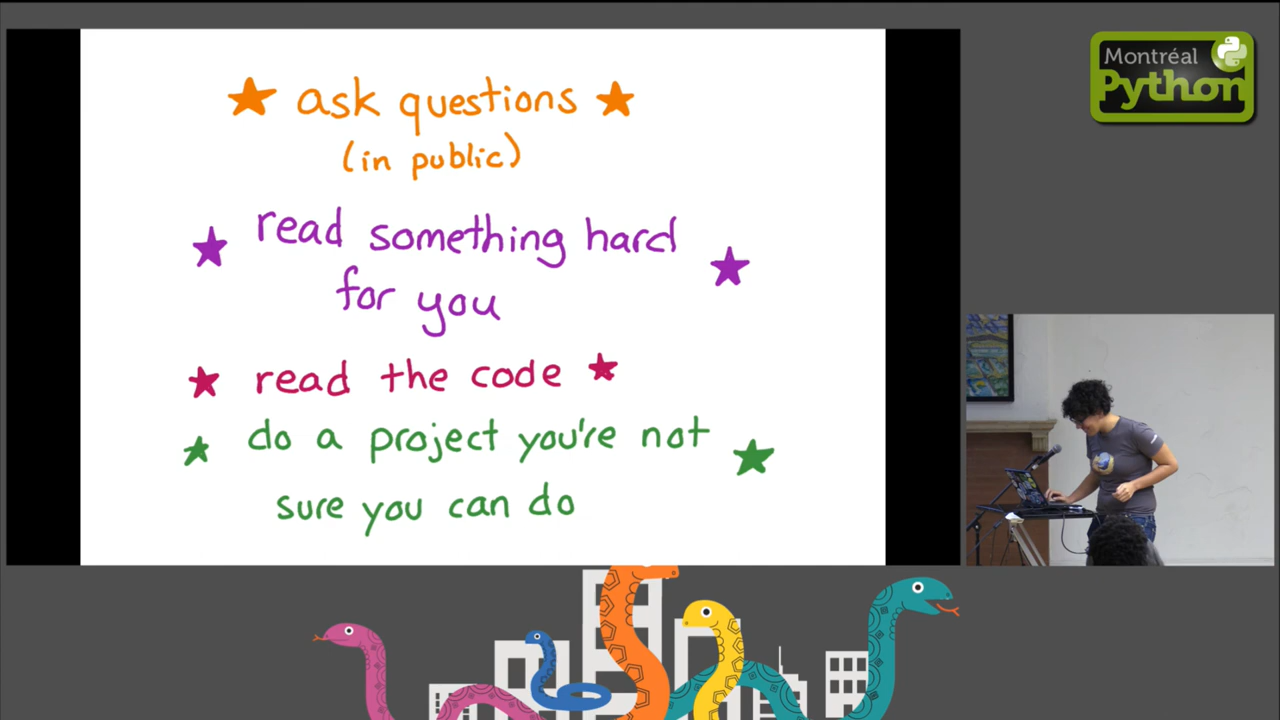 ask questions
(in public)
read something hard
for you
read the code
do a project you're not
sure you can do
Montréal
Python